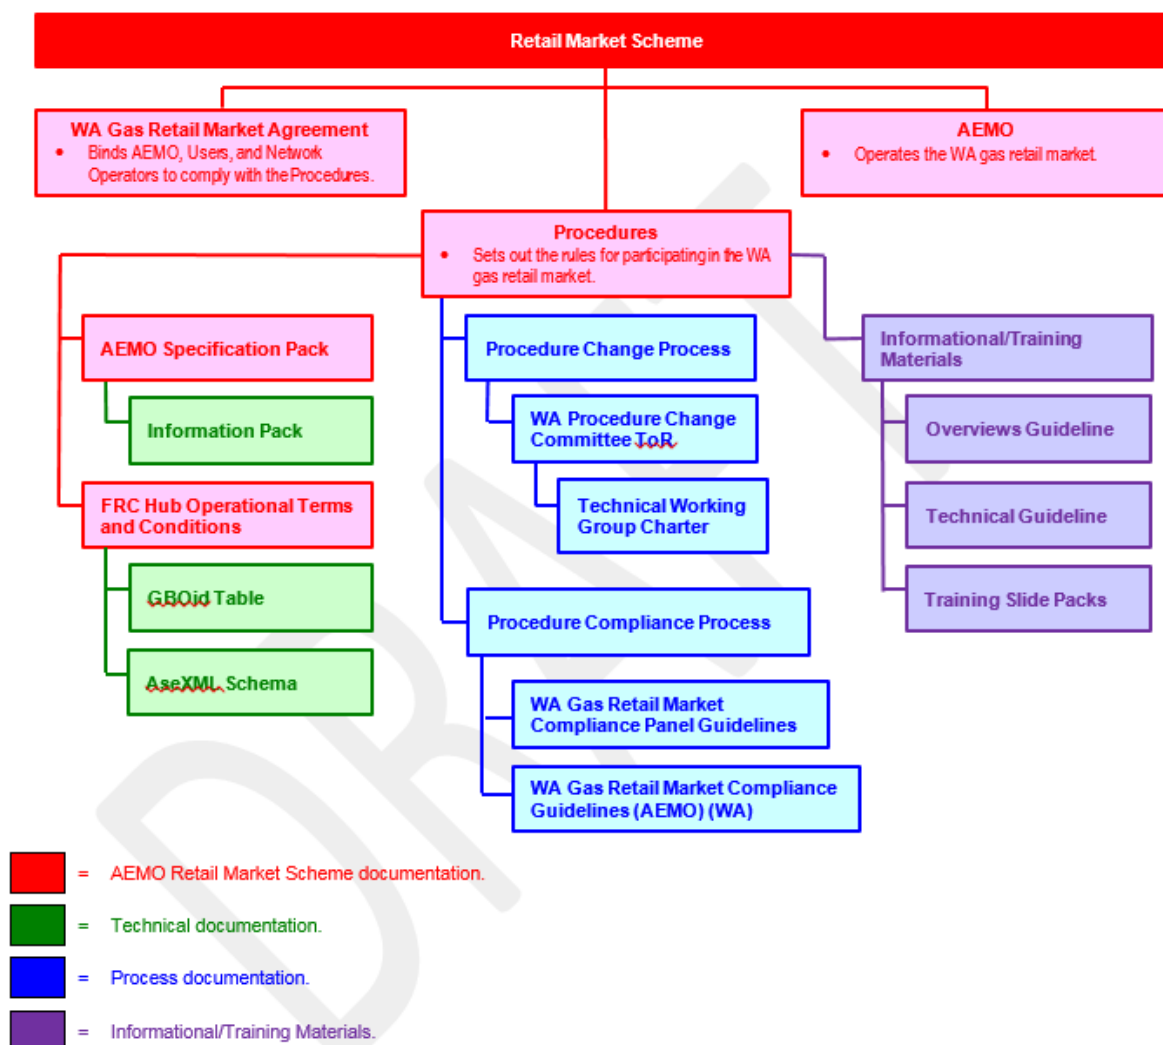 Retail Market Scheme
WA Gas Retail Market Agreement
• Binds AEMO, Users, and Network
Operators to comply with the Procedures.
AEMO
• Operates the WA gas retail market.
Procedures
• Sets out the rules for participating in the WA
gas retail market.
AEMO Specification Pack
Information Pack
FRC Hub Operational Terms
and Conditions
GBOid Table
AseXML Schema
Procedure Change Process
WA Procedure Change
Committee ToR
Technical Working
Group Charter
Procedure Compliance Process
WA Gas Retail Market
Compliance Panel Guidelines
WA Gas Retail Market Compliance
Guidelines (AEMO) (WA)
Informational/Training
Materials
Overviews Guideline
Technical Guideline
Training Slide Packs
= AEMO Retail Market Scheme documentation.
= Technical documentation.
= Process documentation.
= Informational/Training Materials.
DRAFT